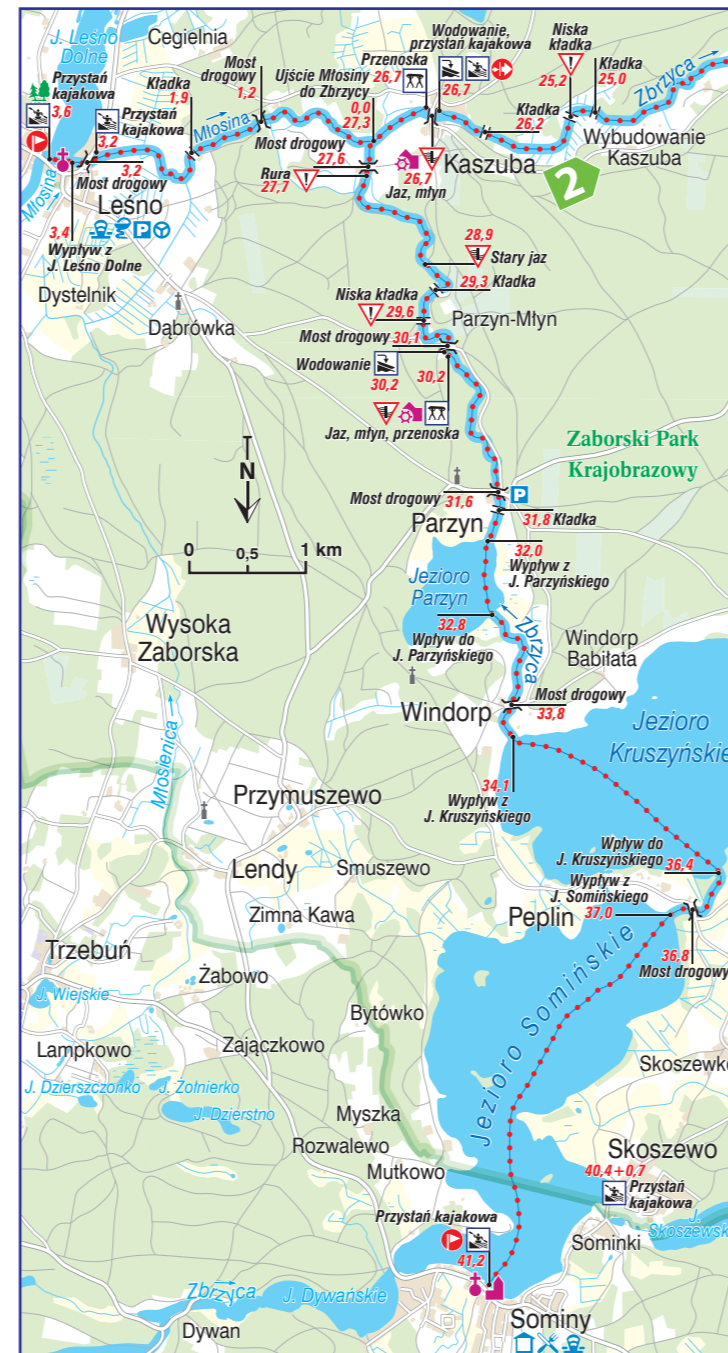 J. Leśno
Dolne
Cegielnia
Przystań
kajakowa
3,6
Przystań
kajakowa
3,2
Kładka
1,9
Most
drogowy
1,2
Ujście Młosiny
do Zbrzycy
0,0
27,3
Przenoska
26,7
Wodowanie,
przystań kajakowa
26,7
Niska
kładka
25,2
Kładka
25,0
Zbrzyca
Kładka
26,2
Wybudowanie
Kaszuba
Młosina
Młosina
3,2
Most drogowy
Leśno
P
3,4
Wypływ z
J. Leśno Dolne
Dystelnik
Dąbrówka
Most drogowy
27,6
Rura
27,7
Kaszuba
26,7
Jaz, młyn
2
28,9
Stary jaz
29,3 Kładka
Niska kładka
29,6
Parzyn-Młyn
Most drogowy 30,1
Wodowanie
30,2
30,2
Jaz, młyn, przenoska
Zaborski Park
Krajobrazowy
N
0 0,5 1 km
Most drogowy 31,6
P
Parzyn
31,8 Kładka
32,0
Wypływ z
J. Parzyńskiego
Jezioro
Parzyn
32,8
Wpływ do
J. Parzyńskiego
Zbrzyca
Wysoka
Zaborska
Windorp
Babiłata
Windorp
Most drogowy
33,8
Jezioro
Kruszyńskie
34,1
Wypływ z
J. Kruszyńskiego
Młosienica
Przymuszewo
Lendy
Smuszewo
Zimna Kawa
Wpływ do
J. Kruszyńskiego 36,4
Wypływ z
J. Somińskiego
37,0
Peplin
36,8
Most drogowy
Trzebuń
J. Wiejskie
Żabowo
Bytówko
Lampkowo
Zajączkowo
J. Dzierszczonko
J. Żołnierko
J. Dzierstno
Jezioro Somińskie
Skoszewko
Myszka
Rozwalewo
Mutkowo
Skoszewo
40,4+0,7
Przystań
kajakowa
J.
Skoszewsk
Przystań kajakowa
41,2
Sominki
Zbrzyca
J. Dywańskie
Dywan
Sominy